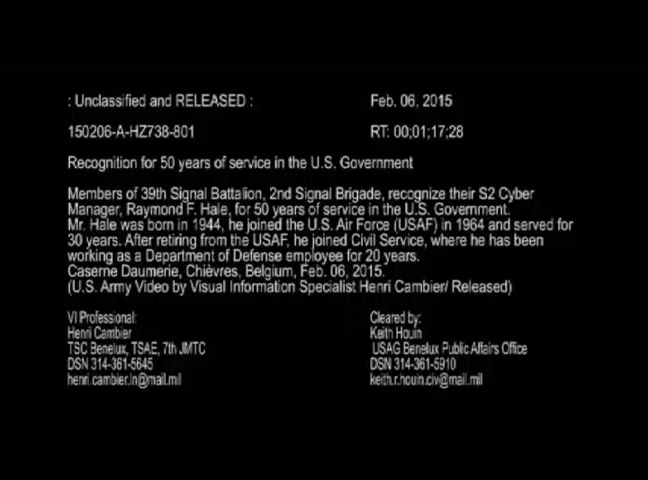 : Unclassified and RELEASED :
Feb. 06, 2015
150206-A-HZ738-801
RT: 00;01;17;28
Recognition for 50 years of service in the U.S. Government
Members of 39th Signal Battalion, 2nd Signal Brigade, recognize their S2 Cyber
Manager, Raymond F. Hale, for 50 years of service in the U.S. Government.
Mr. Hale was born in 1944, he joined the U.S. Air Force (USAF) in 1964 and served for
30 years. After retiring from the USAF, he joined Civil Service, where he has been
working as a Department of Defense employee for 20 years.
Caserne Daumerie, Chièvres, Belgium, Feb. 06, 2015.
(U.S. Army Video by Visual Information Specialist Henri Cambier/ Released)
VI Professional:
Henri Cambier
TSC Benelux, TSAE, 7th JMTC
DSN 314-361-5645
henri.cambier.ln@mail.mil
Cleared by:
Keith Houin
USAG Benelux Public Affairs Office
DSN 314-361-5910
keith.r.houin.civ@mail.mil